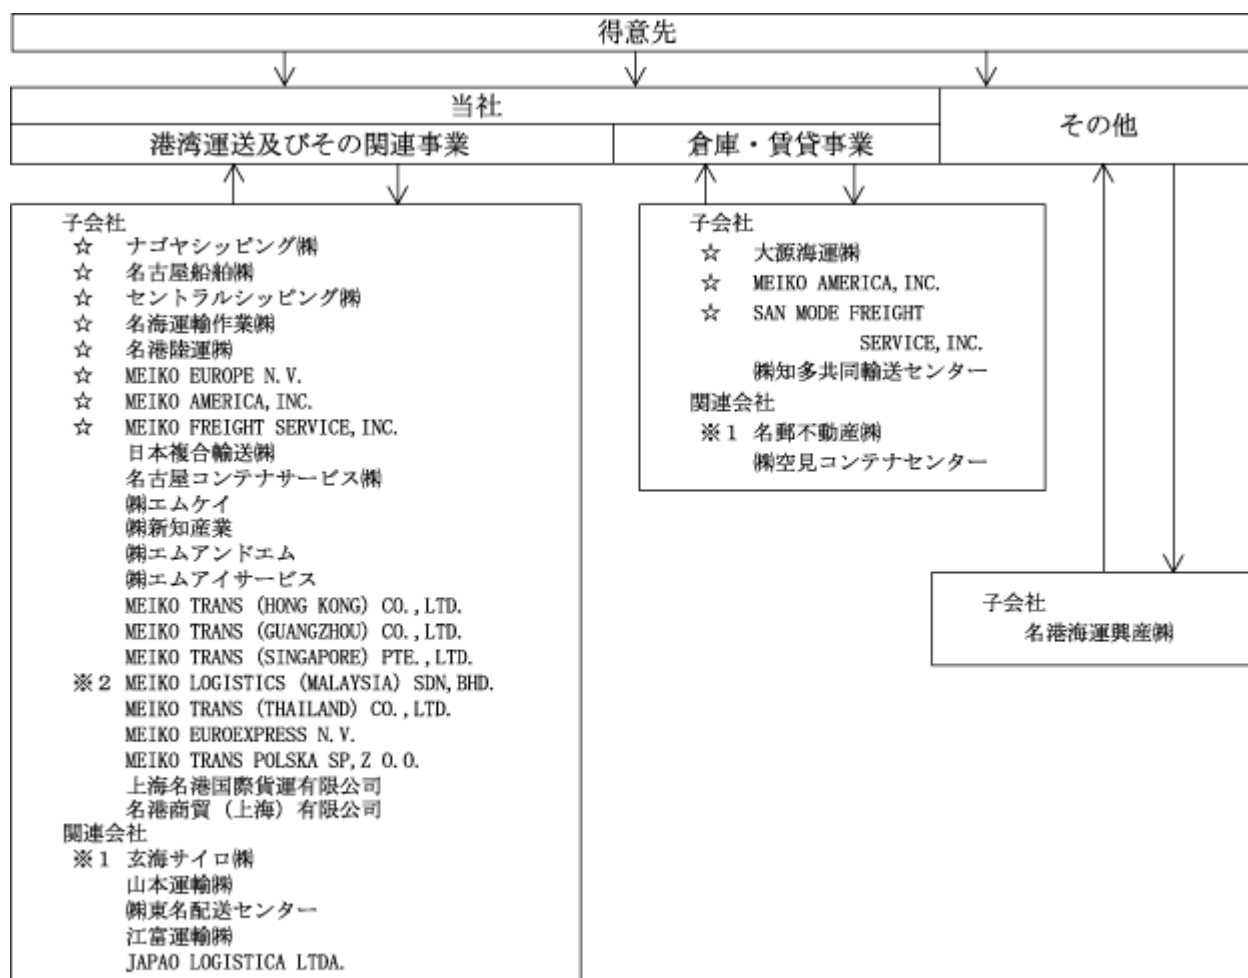 得意先
当社
その他
港湾運送及びその関連事業
倉庫・賃貸事業
子会社
☆ ナゴヤシッピング㈱
☆ 名古屋船舶㈱
☆ セントラルシッピング㈱
☆ 名海運輸作業㈱
☆ 名港陸運㈱
☆ MEIKO EUROPE N.V.
☆ MEIKO AMERICA,INC.
☆ MEIKO FREIGHT SERVICE,INC.
日本複合輸送㈱
名古屋コンテナサービス㈱
㈱エムケイ
㈱新知産業
㈱エムアンドエム
㈱エムアイサービス
MEIKO TRANS (HONG KONG) CO.,LTD.
MEIKO TRANS (GUANGZHOU) CO.,LTD.
MEIKO TRANS (SINGAPORE) PTE.,LTD.
※2 MEIKO LOGISTICS (MALAYSIA) SDN,BHD.
MEIKO TRANS (THAILAND) CO.,LTD.
MEIKO EUROEXPRESS N.V.
MEIKO TRANS POLSKA SP,Z O.O.
上海名港国際貨運有限公司
名港商貿（上海）有限公司
関連会社
※1 玄海サイロ㈱
山本運輸㈱
㈱東名配送センター
江富運輸㈱
JAPAO LOGISTICA LTDA.
子会社
☆ 大源海運㈱
☆ MEIKO AMERICA,INC.
☆ SAN MODE FREIGHT
SERVICE,INC.
㈱知多共同輸送センター
関連会社
※1 名郵不動産㈱
㈱空見コンテナセンター
子会社
名港海運興産㈱